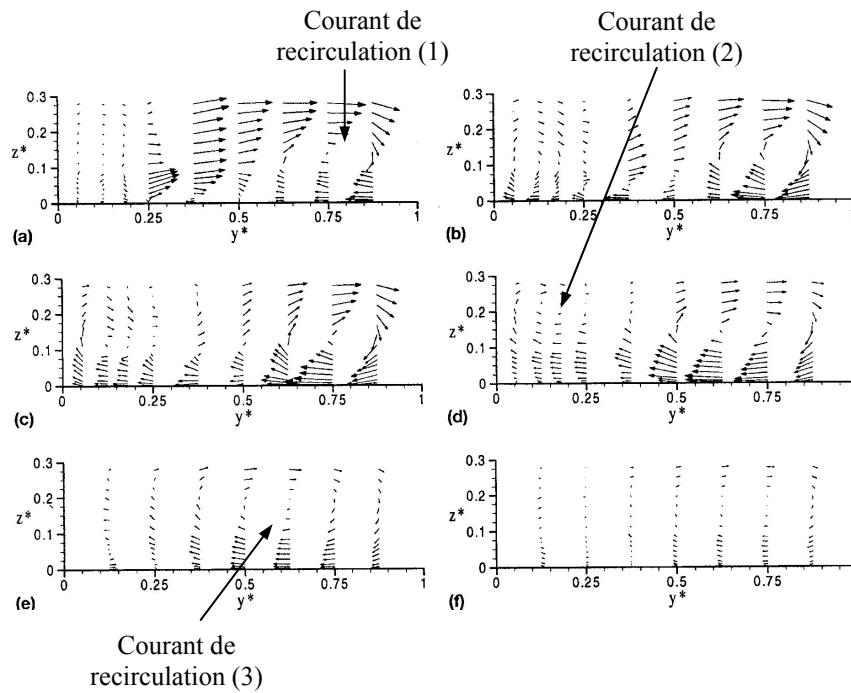 Courant de
recirculation (1)
Courant de
recirculation (2)
0.3
0.2
z*
0.1
0
0 0.25 0.5 0.75 1
(a) y*
0.3
0.2
z*
0.1
0
0 0.25 0.5 0.75
(b) y*
0.3
0.2
z*
0.1
0
0 0.25 0.5 0.75 1
(c) y*
0.3
0.2
z*
0.1
0
0 0.25 0.5 0.75
(d) y*
0.3
0.2
z*
0.1
0
0 0.25 0.5 0.75 1
(e) y*
0.3
0.2
z*
0.1
0
0 0.25 0.5 0.75
(f) y*
Courant de
recirculation (3)